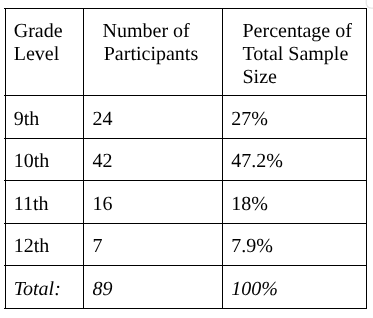 Grade Level Number of Participants Percentage of Total Sample Size
9th 24 27%
10th 42 47.2%
11th 16 18%
12th 7 7.9%
Total: 89 100%